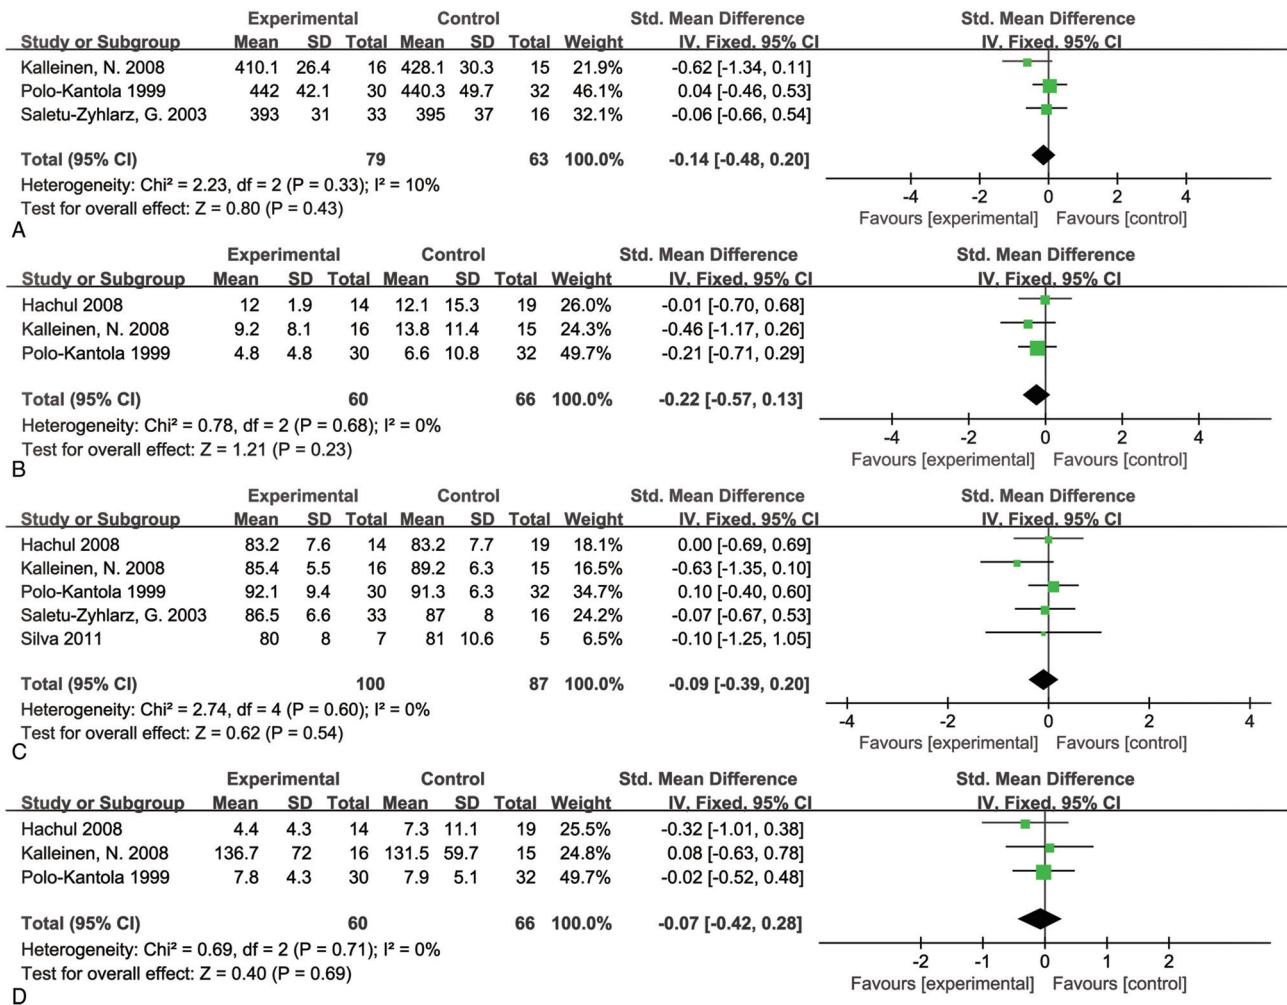 Experimental Control Std. Mean Difference Std. Mean Difference
Study or Subgroup Mean SD Total Mean SD Total Weight IV, Fixed, 95% CI IV, Fixed, 95% CI
Kalleinen, N. 2008 410.1 26.4 16 428.1 30.3 15 21.9% -0.62 [-1.34, 0.11]
Polo-Kantola 1999 442 42.1 30 440.3 49.7 32 46.1% 0.04 [-0.46, 0.53]
Saletu-Zyhlarz, G. 2003 393 31 33 395 37 16 32.1% -0.06 [-0.66, 0.54]
Total (95% CI) 79 63 100.0% -0.14 [-0.48, 0.20]
Heterogeneity: Chi² = 2.23, df = 2 (P = 0.33); I² = 10%
-4 -2 0 2 4
Test for overall effect: Z = 0.80 (P = 0.43)
Favours [experimental] Favours [control]
A
Experimental Control Std. Mean Difference Std. Mean Difference
Study or Subgroup Mean SD Total Mean SD Total Weight IV, Fixed, 95% CI IV, Fixed, 95% CI
Hachul 2008 12 1.9 14 12.1 15.3 19 26.0% -0.01 [-0.70, 0.68]
Kalleinen, N. 2008 9.2 8.1 16 13.8 11.4 15 24.3% -0.46 [-1.17, 0.26]
Polo-Kantola 1999 4.8 4.8 30 6.6 10.8 32 49.7% -0.21 [-0.71, 0.29]
Total (95% CI) 60 66 100.0% -0.22 [-0.57, 0.13]
Heterogeneity: Chi² = 0.78, df = 2 (P = 0.68); I² = 0%
-4 -2 0 2 4
Test for overall effect: Z = 1.21 (P = 0.23)
Favours [experimental] Favours [control]
B
Experimental Control Std. Mean Difference Std. Mean Difference
Study or Subgroup Mean SD Total Mean SD Total Weight IV, Fixed, 95% CI IV, Fixed, 95% CI
Hachul 2008 83.2 7.6 14 83.2 7.7 19 18.1% 0.00 [-0.69, 0.69]
Kalleinen, N. 2008 85.4 5.5 16 89.2 6.3 15 16.5% -0.63 [-1.35, 0.10]
Polo-Kantola 1999 92.1 9.4 30 91.3 6.3 32 34.7% 0.10 [-0.40, 0.60]
Saletu-Zyhlarz, G. 2003 86.5 6.6 33 87 8 16 24.2% -0.07 [-0.67, 0.53]
Silva 2011 80 8 7 81 10.6 5 6.5% -0.10 [-1.25, 1.05]
Total (95% CI) 100 87 100.0% -0.09 [-0.39, 0.20]
Heterogeneity: Chi² = 2.74, df = 4 (P = 0.60); I² = 0%
-4 -2 0 2 4
Test for overall effect: Z = 0.62 (P = 0.54)
Favours [experimental] Favours [control]
C
Experimental Control Std. Mean Difference Std. Mean Difference
Study or Subgroup Mean SD Total Mean SD Total Weight IV, Fixed, 95% CI IV, Fixed, 95% CI
Hachul 2008 4.4 4.3 14 7.3 11.1 19 25.5% -0.32 [-1.01, 0.38]
Kalleinen, N. 2008 136.7 72 16 131.5 59.7 15 24.8% 0.08 [-0.63, 0.78]
Polo-Kantola 1999 7.8 4.3 30 7.9 5.1 32 49.7% -0.02 [-0.52, 0.48]
Total (95% CI) 60 66 100.0% -0.07 [-0.42, 0.28]
Heterogeneity: Chi² = 0.69, df = 2 (P = 0.71); I² = 0%
-2 -1 0 1 2
Test for overall effect: Z = 0.40 (P = 0.69)
Favours [experimental] Favours [control]
D